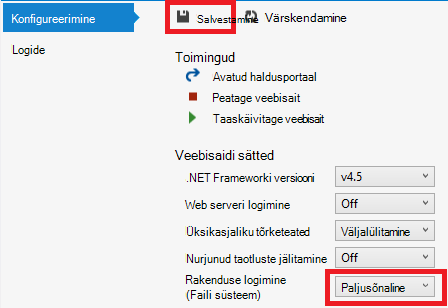 Konfigureerimine
Salvestamine
Värskendamine
Logide
Toimingud
Avatud haldusportaal
Peatage veebisait
Taaskäivitage veebisait
Veebisaidi sätted
.NET Frameworki versiooni
v4.5
Web serveri logimine
Off
Üksikasjaliku tõrketeated
Väljalülitamine
Nurjunud taotluste jälitamine
Off
Rakenduse logimine
(Faili süsteem)
Paljusõnaline